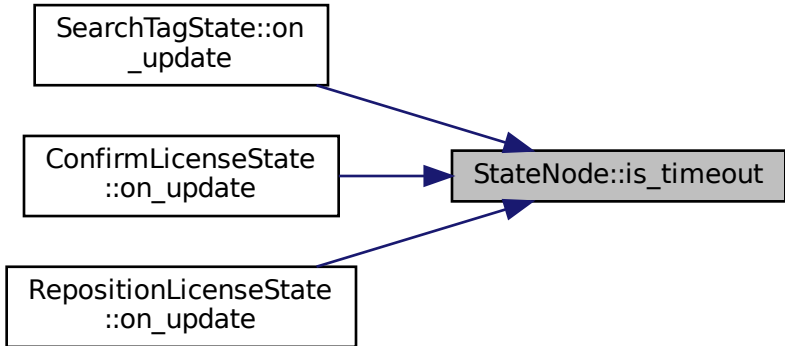 SearchTagState::on
_update
ConfirmLicenseState
::on_update
StateNode::is_timeout
RepositionLicenseState
::on_update